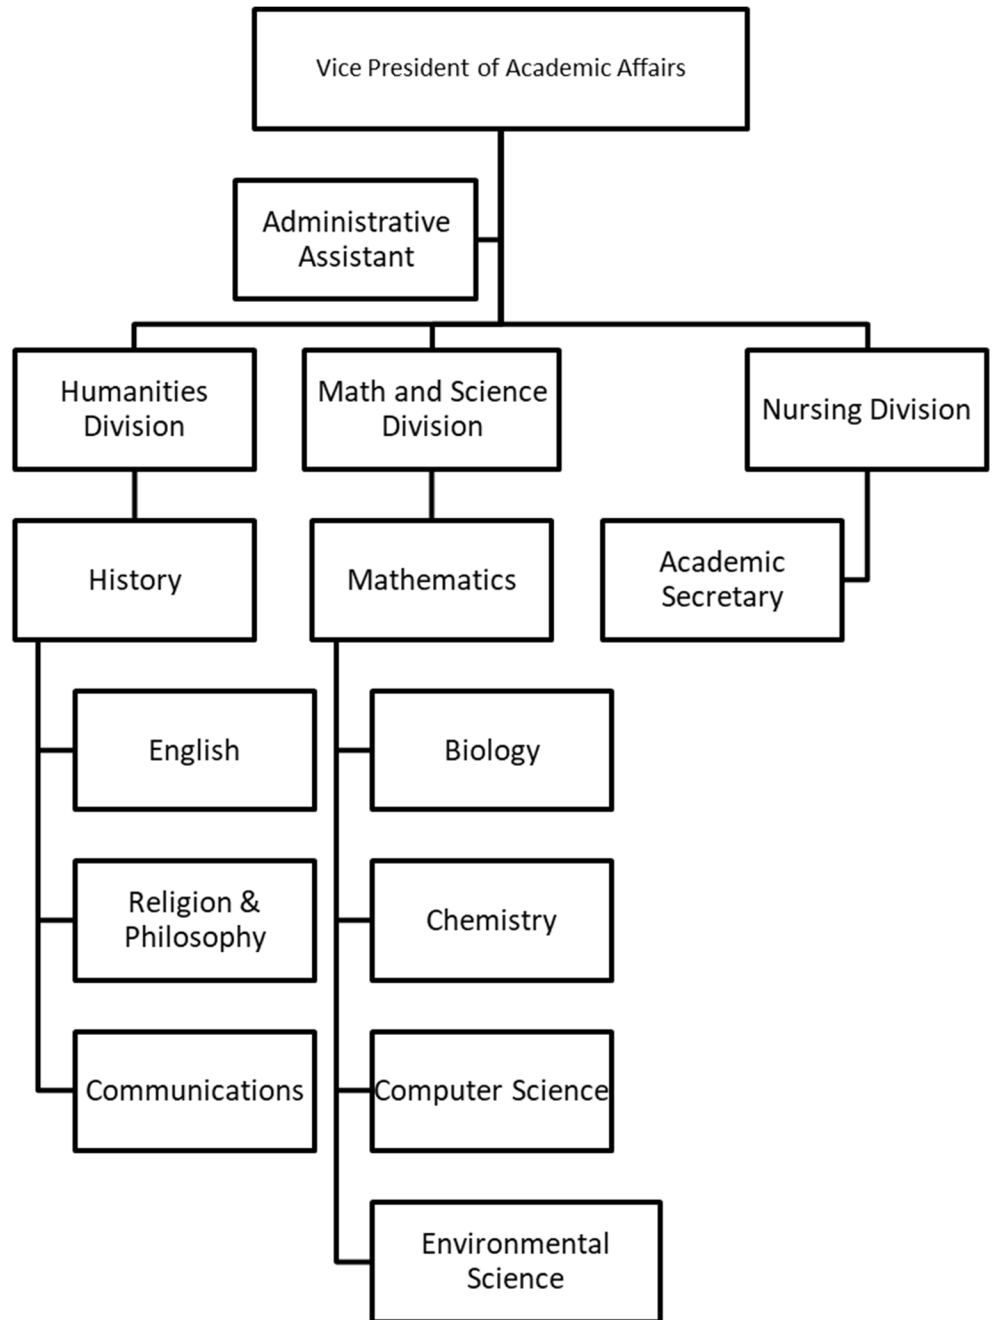 Vice President of Academic Affairs
Administrative
Assistant
Humanities
Division
Math and Science
Division
Nursing Division
History
Mathematics
Academic
Secretary
English
Biology
Religion &
Philosophy
Chemistry
Communications
Computer Science
Environmental
Science